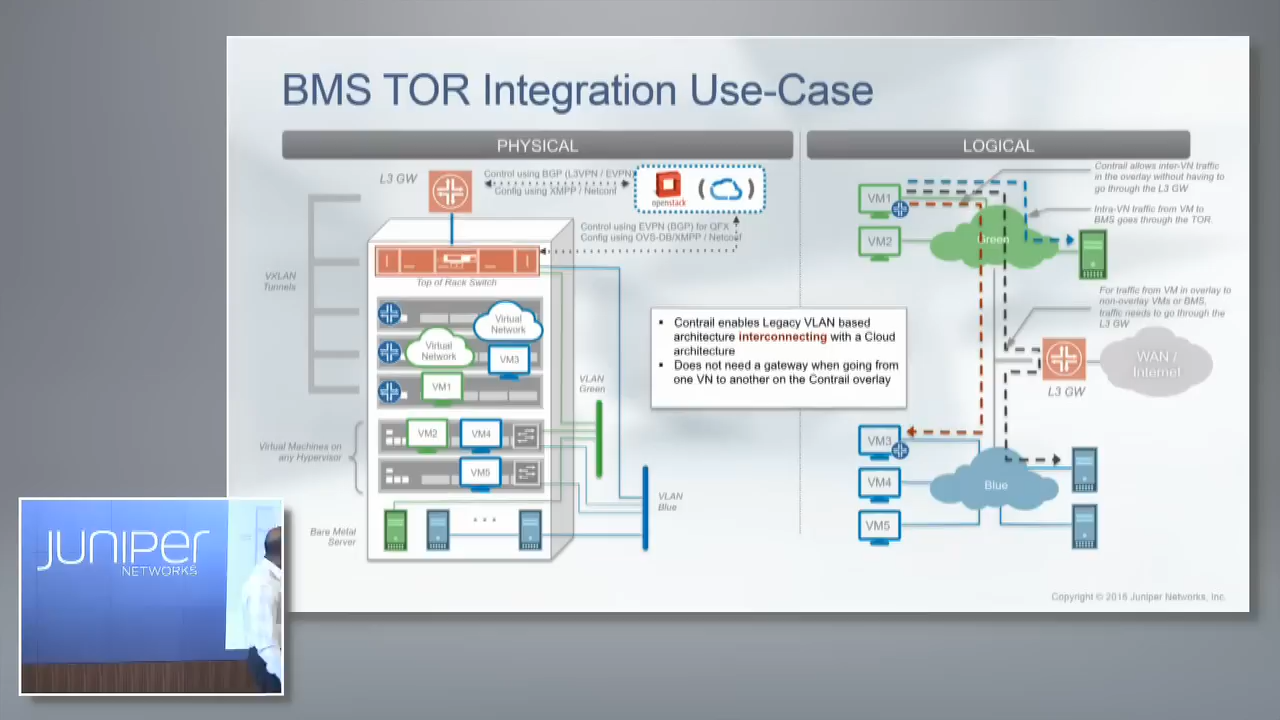 BMS TOR Integration Use-Case
PHYSICAL
L3 GW
Control using BGP (L3VPN / EVPN)
Config using XMPP / Netconf
openstack
Control using EVPN (BGP) for QFX
Config using OVS-DB/XMPP / Netconf
Top of Rack Switch
VXLAN
Tunnels
Virtual
Network
Virtual
Network
VM3
VM1
VLAN
Green
VM2
VM4
Virtual Machines on
any Hypervisor
VM5
VLAN
Blue
Bare Metal
Server
• Contrail enables Legacy VLAN based
architecture interconnecting with a Cloud
architecture
• Does not need a gateway when going from
one VN to another on the Contrail overlay
LOGICAL
Contrail allows inter-VN traffic
in the overlay without having to
go through the L3 GW
VM1
Intra-VN traffic from VM to
BMS goes through the TOR.
VM2
Green
For traffic from VM in overlay to
non-overlay VMs or BMS,
traffic needs to go through the
L3 GW
WAN /
Internet
L3 GW
VM3
VM4
Blue
VM5
Copyright © 2016 Juniper Networks, Inc.
JUNIPER
NETWORKS